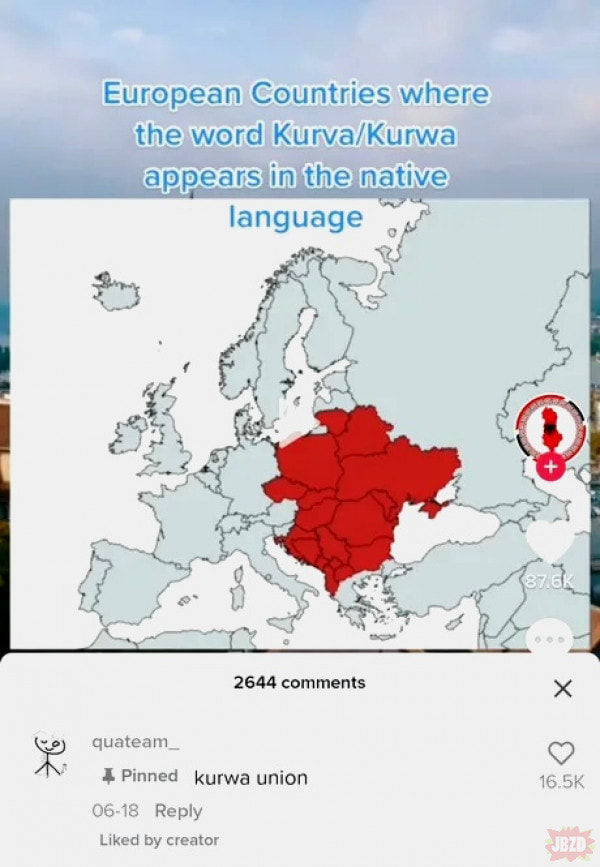 European Countries where
the word Kurva/Kurwa
appears in the native
language
87.6K
2644 comments
quateam_
Pinned kurwa union
16.5K
06-18 Reply
Liked by creator
JBZD